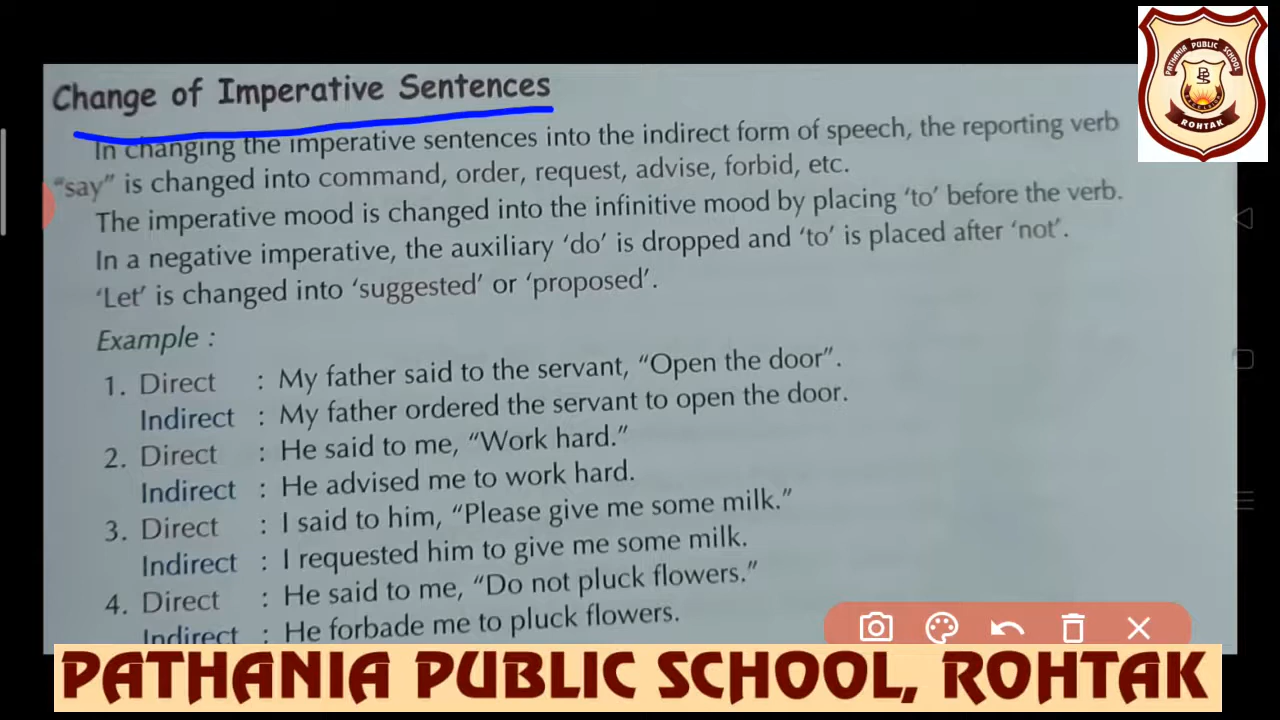 Change of Imperative Sentences
In changing the imperative sentences into the indirect form of speech, the reporting verb
“say” is changed into command, order, request, advise, forbid, etc.
The imperative mood is changed into the infinitive mood by placing ‘to’ before the verb.
In a negative imperative, the auxiliary ‘do’ is dropped and ‘to’ is placed after ‘not’.
‘Let’ is changed into ‘suggested’ or ‘proposed’.
Example :
1. Direct : My father said to the servant, “Open the door”.
Indirect : My father ordered the servant to open the door.
2. Direct : He said to me, “Work hard.”
Indirect : He advised me to work hard.
3. Direct : I said to him, “Please give me some milk.”
Indirect : I requested him to give me some milk.
4. Direct : He said to me, “Do not pluck flowers.”
Indirect : He forbade me to pluck flowers.
PATHANIA PUBLIC SCHOOL
ROHTAK
PATHANIA PUBLIC SCHOOL, ROHTAK